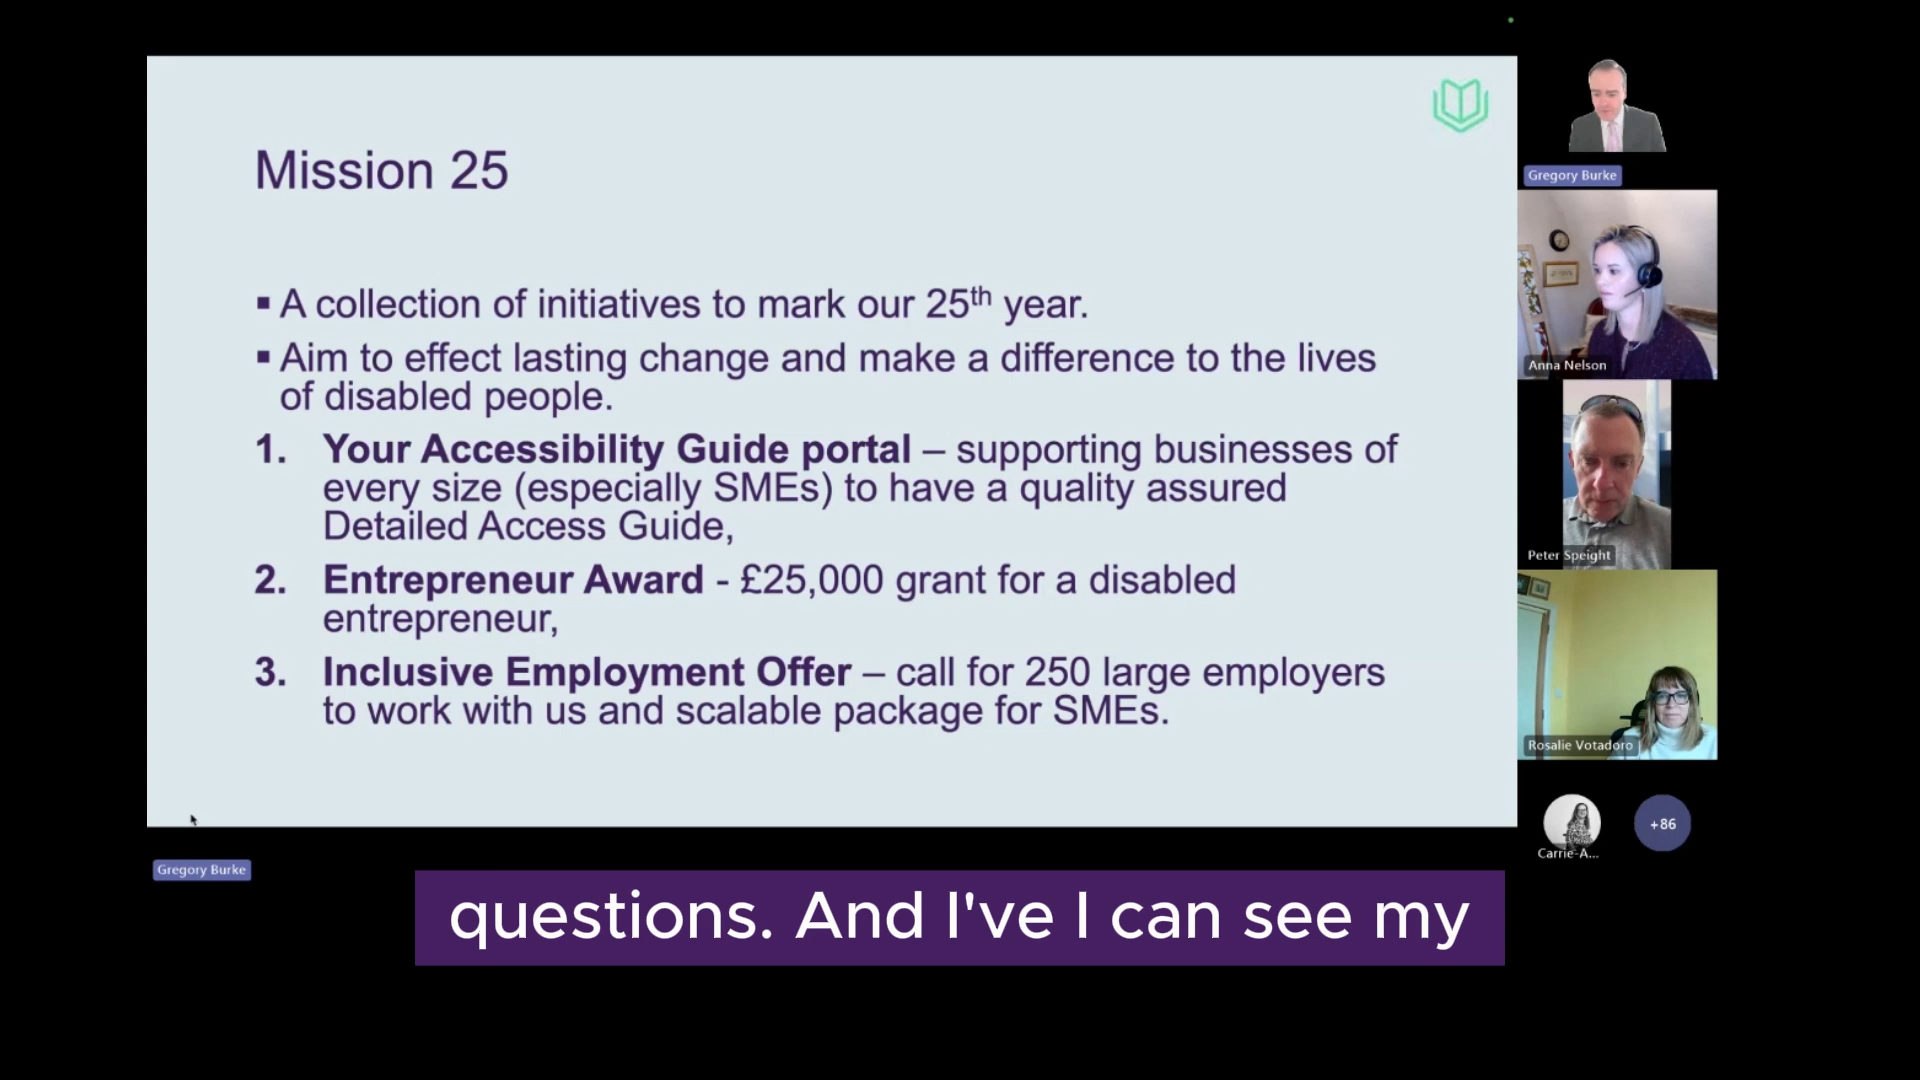 Mission 25
▪ A collection of initiatives to mark our 25th year.
▪ Aim to effect lasting change and make a difference to the lives
of disabled people.
1. Your Accessibility Guide portal – supporting businesses of
every size (especially SMEs) to have a quality assured
Detailed Access Guide,
2. Entrepreneur Award - £25,000 grant for a disabled
entrepreneur,
3. Inclusive Employment Offer – call for 250 large employers
to work with us and scalable package for SMEs.
Gregory Burke
Anna Nelson
Peter Speight
Rosalie Votadoro
Carrie-A...
+86
Gregory Burke
questions. And I've I can see my